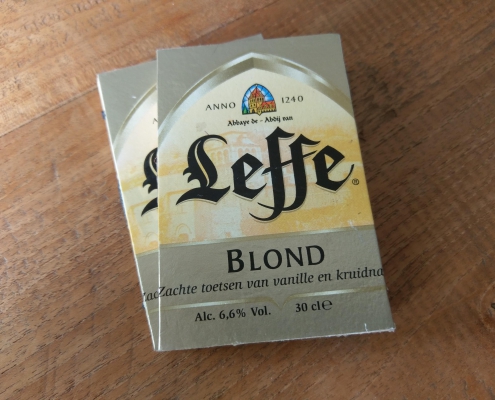 ANNO 1240
Abbaye de - Abdij van
Leffe ®
BLOND
Zachte toetsen van vanille en kruidna
Alc. 6,6% Vol. 30 cl ℮